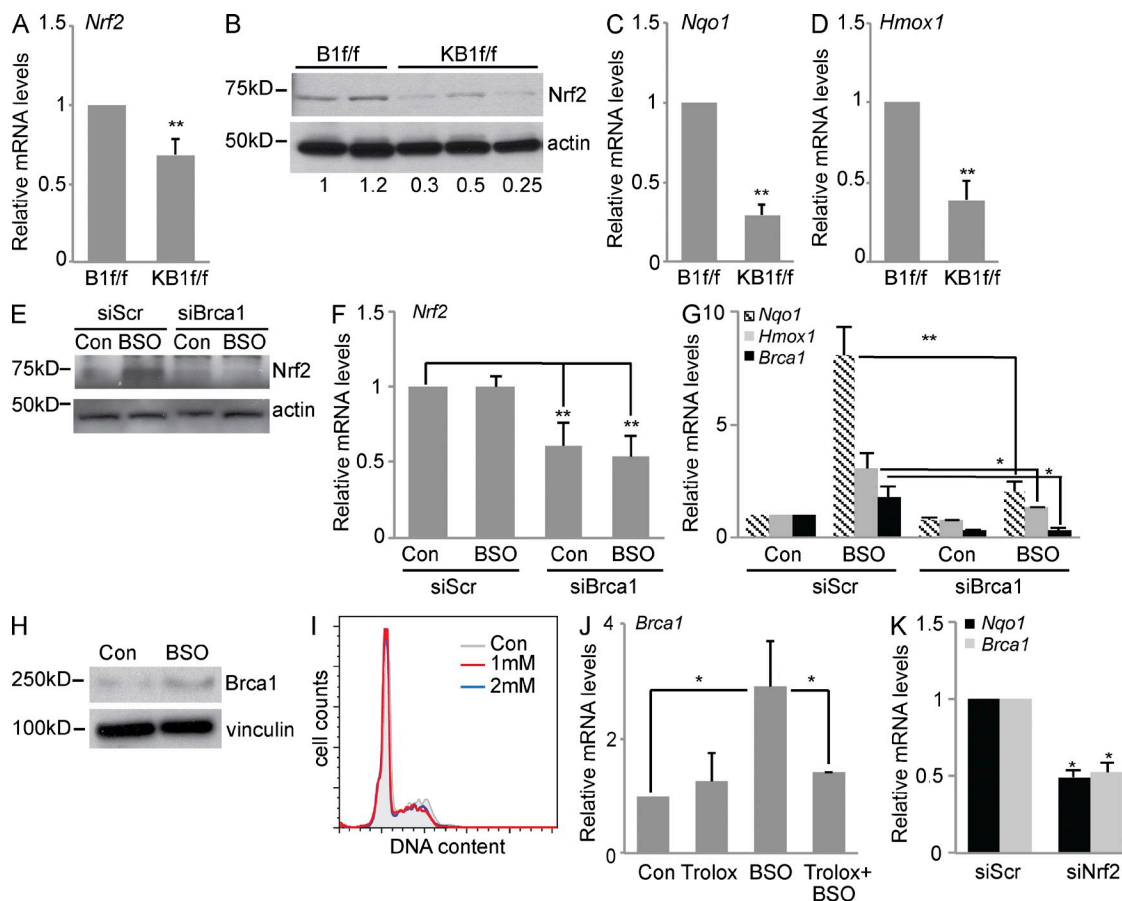 A
Nrf2
Relative mRNA levels
1.5
1
0.5
0
**
B1f/f KB1f/f
B
B1f/f KB1f/f
75kD
Nrf2
50kD
actin
1 1.2 0.3 0.5 0.25
C
Nqo1
Relative mRNA levels
1.5
1
0.5
0
**
B1f/f KB1f/f
D
Hmox1
Relative mRNA levels
1.5
1
0.5
0
**
B1f/f KB1f/f
E
siScr siBrca1
Con BSO Con BSO
75kD
Nrf2
50kD
actin
F
Nrf2
Relative mRNA levels
1.5
1
0.5
0
**
**
Con BSO Con BSO
siScr siBrca1
G
Nqo1
Hmox1
Brca1
Relative mRNA levels
10
5
0
**
*
*
Con BSO Con BSO
siScr siBrca1
H
Con BSO
250kD
Brca1
100kD
vinculin
I
Con
1mM
2mM
cell counts
DNA content
J
Brca1
Relative mRNA levels
4
2
0
*
*
Con Trolox BSO Trolox+
BSO
K
Nqo1
Brca1
Relative mRNA levels
1.5
1
0.5
0
*
*
siScr siNrf2